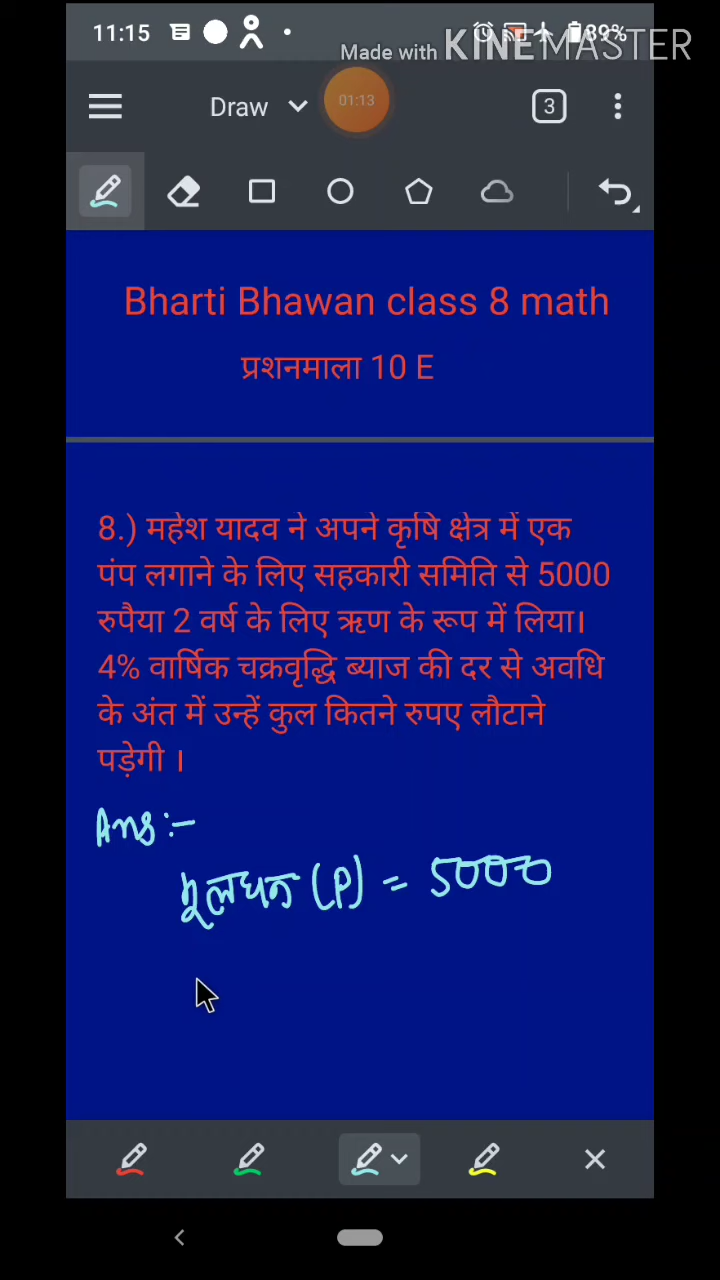 11:15
89%
Made with KINEMASTER
Draw
01:13
3
Bharti Bhawan class 8 math
प्रशनमाला 10 E
8.) महेश यादव ने अपने कृषि क्षेत्र में एक
पंप लगाने के लिए सहकारी समिति से 5000
रुपैया 2 वर्ष के लिए ऋण के रूप में लिया।
4% वार्षिक चक्रवृद्धि ब्याज की दर से अवधि
के अंत में उन्हें कुल कितने रुपए लौटाने
पड़ेगी ।
Ans:-
मूलधन (P) = 5000